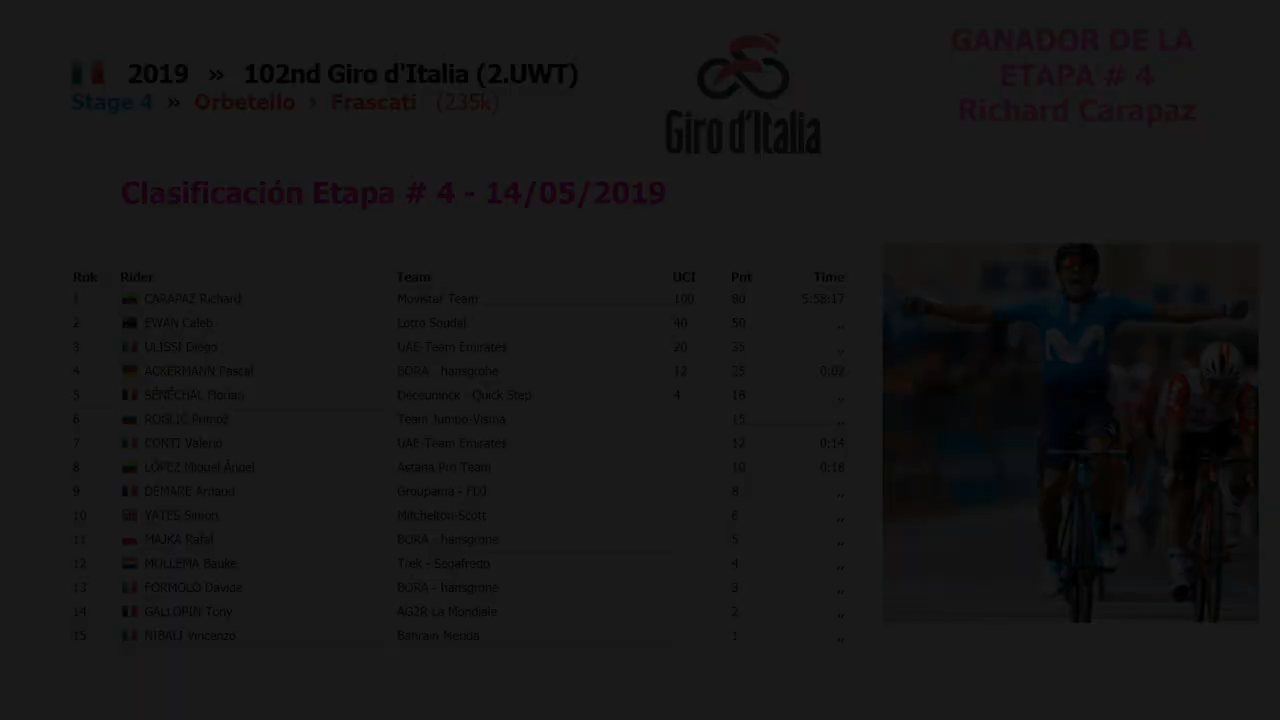 2019 » 102nd Giro d'Italia (2.UWT)
Stage 4 » Orbetello › Frascati (235k)
Giro d'Italia
GANADOR DE LA
ETAPA # 4
Richard Carapaz
Clasificación Etapa # 4 - 14/05/2019
Rnk Rider Team UCI Pnt Time
1 CARAPAZ Richard Movistar Team 100 80 5:58:17
2 EWAN Caleb Lotto Soudal 40 50 ,,
3 ULISSI Diego UAE-Team Emirates 20 35 ,,
4 ACKERMANN Pascal BORA - hansgrohe 12 25 0:02
5 SÉNÉCHAL Florian Deceuninck - Quick Step 4 18 ,,
6 ROGLIČ Primož Team Jumbo-Visma 15 ,,
7 CONTI Valerio UAE-Team Emirates 12 0:14
8 LÓPEZ Miguel Ángel Astana Pro Team 10 0:18
9 DÉMARE Arnaud Groupama - FDJ 8 ,,
10 YATES Simon Mitchelton-Scott 6 ,,
11 MAJKA Rafał BORA - hansgrohe 5 ,,
12 MOLLEMA Bauke Trek - Segafredo 4 ,,
13 FORMOLO Davide BORA - hansgrohe 3 ,,
14 GALLOPIN Tony AG2R La Mondiale 2 ,,
15 NIBALI Vincenzo Bahrain Merida 1 ,,